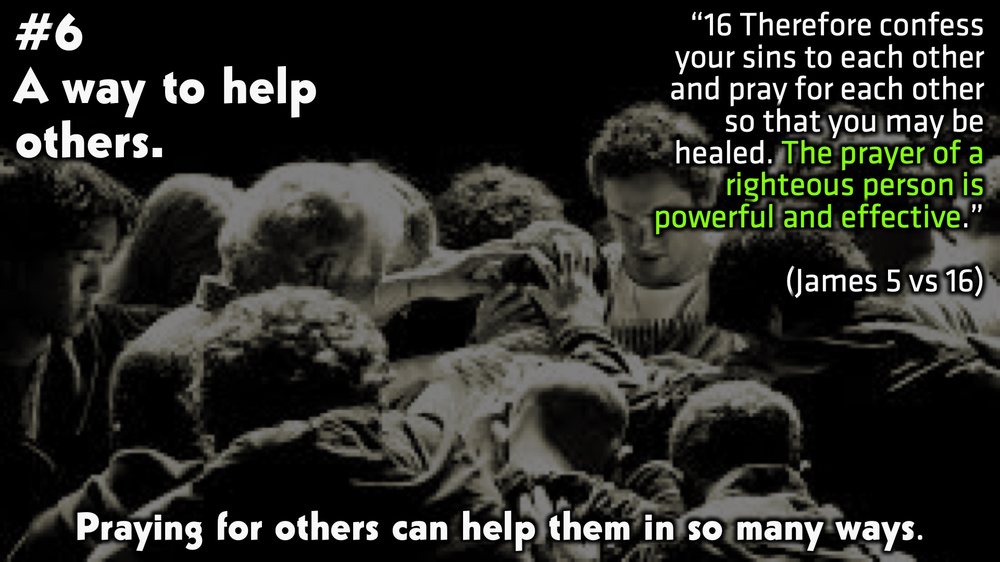 #6
A way to help
others.
“16 Therefore confess
your sins to each other
and pray for each other
so that you may be
healed. The prayer of a
righteous person is
powerful and effective.”
(James 5 vs 16)
Praying for others can help them in so many ways.